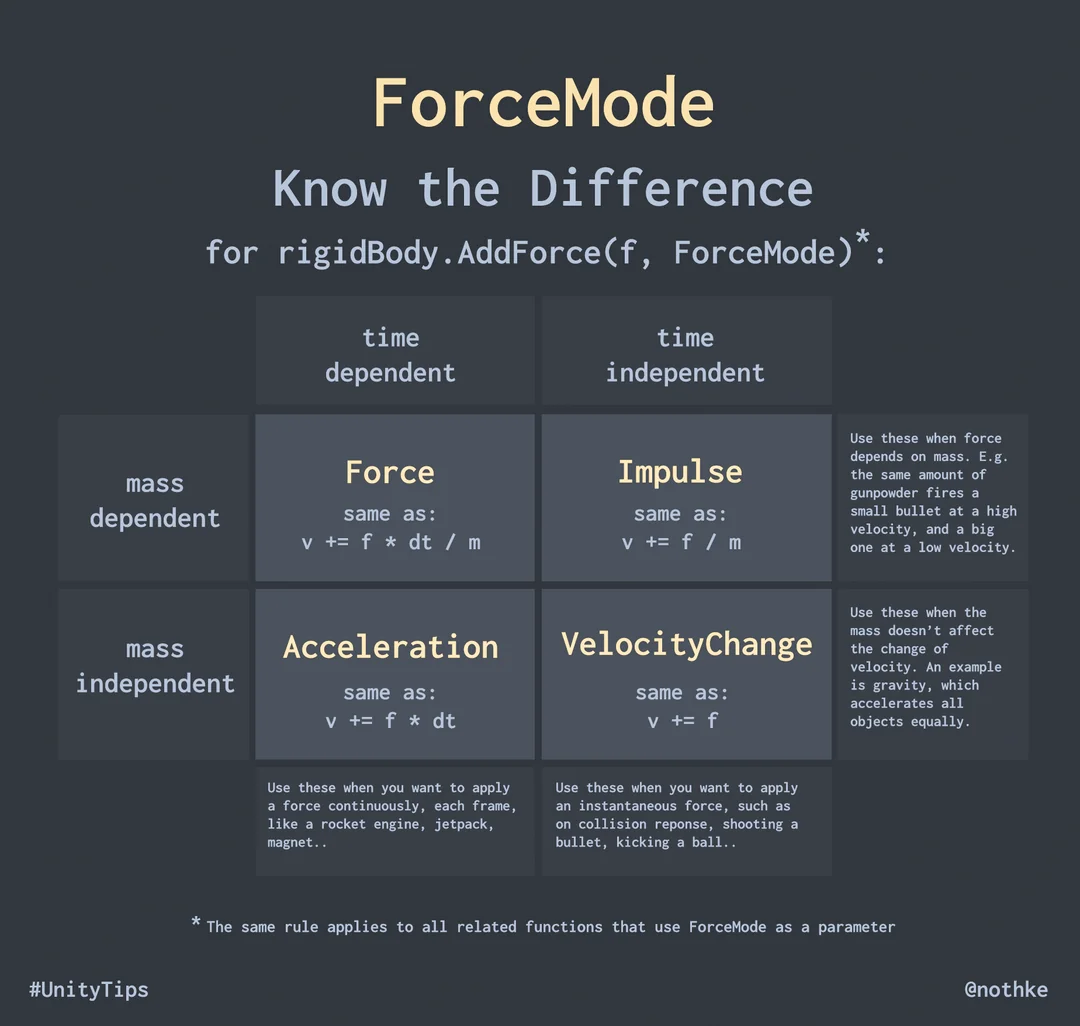 ForceMode
Know the Difference
for rigidBody.AddForce(f, ForceMode)*:
time
dependent
time
independent
mass
dependent
Force
same as:
v += f * dt / m
Impulse
same as:
v += f / m
Use these when force
depends on mass. E.g.
the same amount of
gunpowder fires a
small bullet at a high
velocity, and a big
one at a low velocity.
mass
independent
Acceleration
same as:
v += f * dt
VelocityChange
same as:
v += f
Use these when the
mass doesn't affect
the change of
velocity. An example
is gravity, which
accelerates all
objects equally.
Use these when you want to apply
a force continuously, each frame,
like a rocket engine, jetpack,
magnet..
Use these when you want to apply
an instantaneous force, such as
on collision reponse, shooting a
bullet, kicking a ball..
* The same rule applies to all related functions that use ForceMode as a parameter
#UnityTips
@nothke